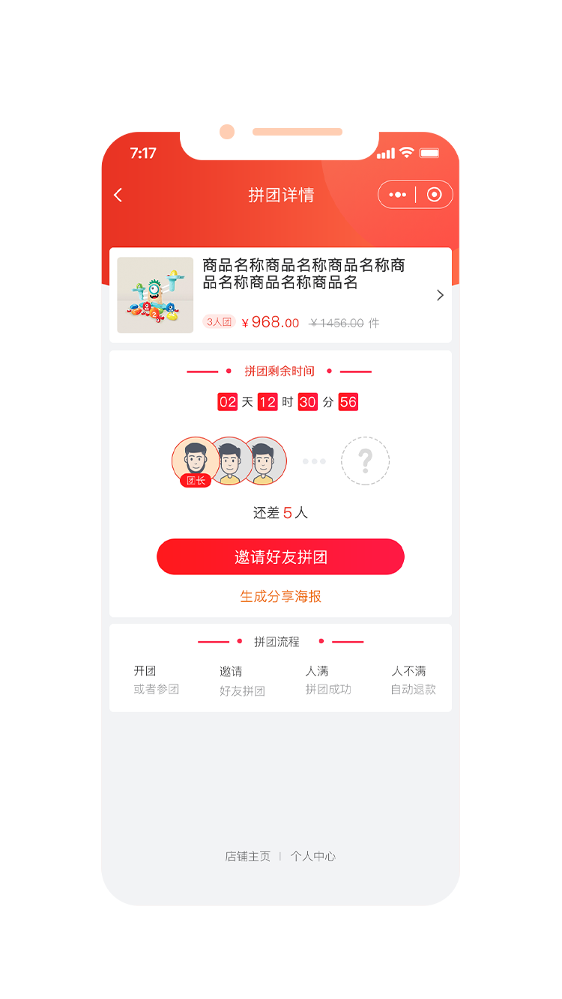 7:17
拼团详情
商品名称商品名称商品名称商
品名称商品名称商品名
3人团 ¥968.00 ¥1456.00 件
拼团剩余时间
02 天 12 时 30 分 56
团长
?
还差5人
邀请好友拼团
生成分享海报
拼团流程
开团 邀请 人满 人不满
或者参团 好友拼团 拼团成功 自动退款
店铺主页 | 个人中心